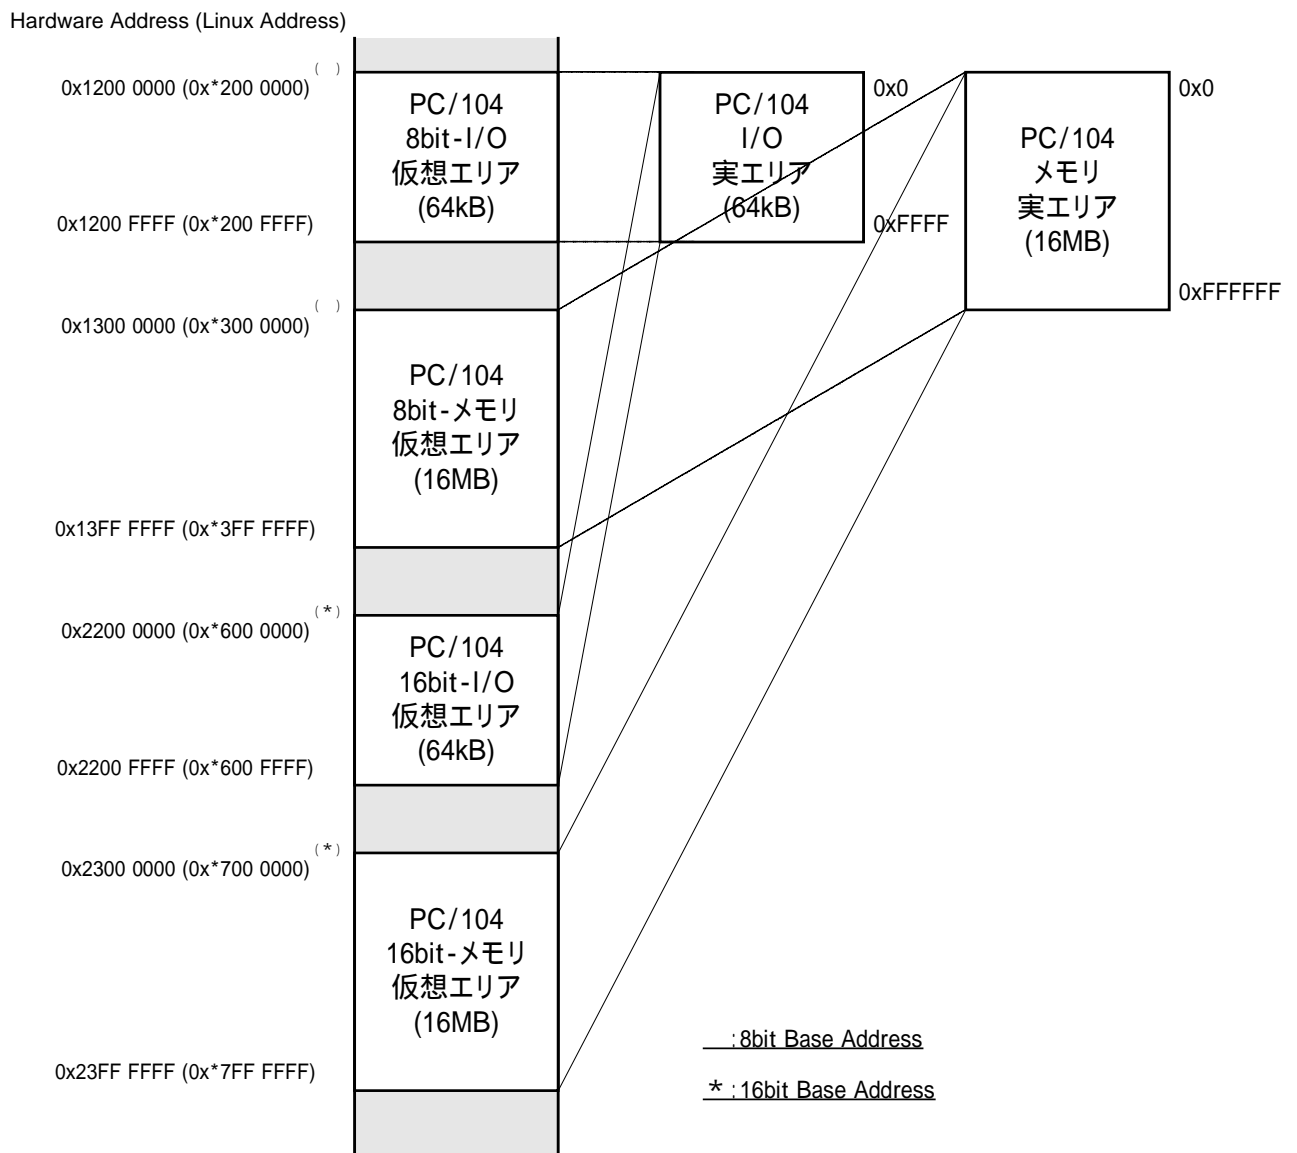 Hardware Address (Linux Address)
0x1200 0000 (0x*200 0000)( )
PC/104
8bit-I/O
仮想エリア
(64kB)
0x1200 FFFF (0x*200 FFFF)
PC/104
I/O
実エリア
(64kB)
0x0
0xFFFF
PC/104
メモリ
実エリア
(16MB)
0x0
0xFFFFFF
0x1300 0000 (0x*300 0000)( )
PC/104
8bit-メモリ
仮想エリア
(16MB)
0x13FF FFFF (0x*3FF FFFF)
0x2200 0000 (0x*600 0000)(*)
PC/104
16bit-I/O
仮想エリア
(64kB)
0x2200 FFFF (0x*600 FFFF)
0x2300 0000 (0x*700 0000)(*)
PC/104
16bit-メモリ
仮想エリア
(16MB)
0x23FF FFFF (0x*7FF FFFF)
:8bit Base Address
* :16bit Base Address